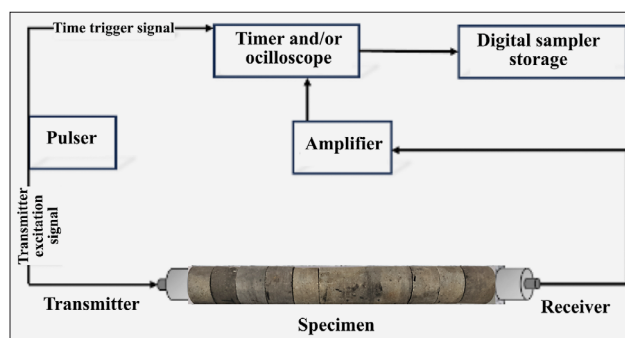 Time trigger signal
Timer and/or
ocilloscope
Digital sampler
storage
Pulser
Amplifier
Transmitter
excitation
signal
Transmitter
Specimen
Receiver